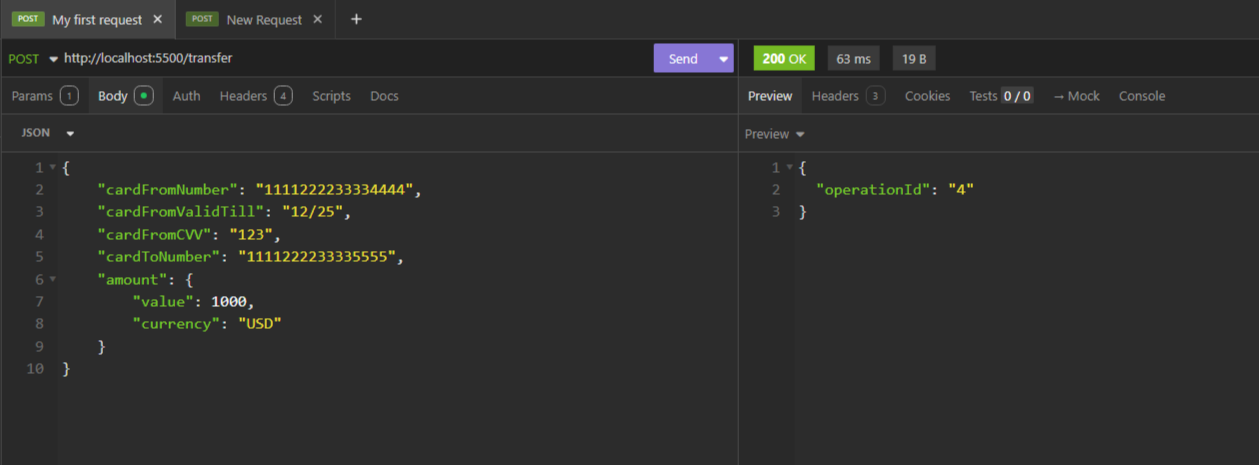 POST My first request × POST New Request × +
POST http://localhost:5500/transfer Send
200 OK 63 ms 19 B
Params 1 Body Auth Headers 4 Scripts Docs
Preview Headers 3 Cookies Tests 0 / 0 → Mock Console
JSON
Preview
1 {
2 "cardFromNumber": "1111222233334444",
3 "cardFromValidTill": "12/25",
4 "cardFromCVV": "123",
5 "cardToNumber": "1111222233335555",
6 "amount": {
7 "value": 1000,
8 "currency": "USD"
9 }
10 }
1 {
2 "operationId": "4"
3 }